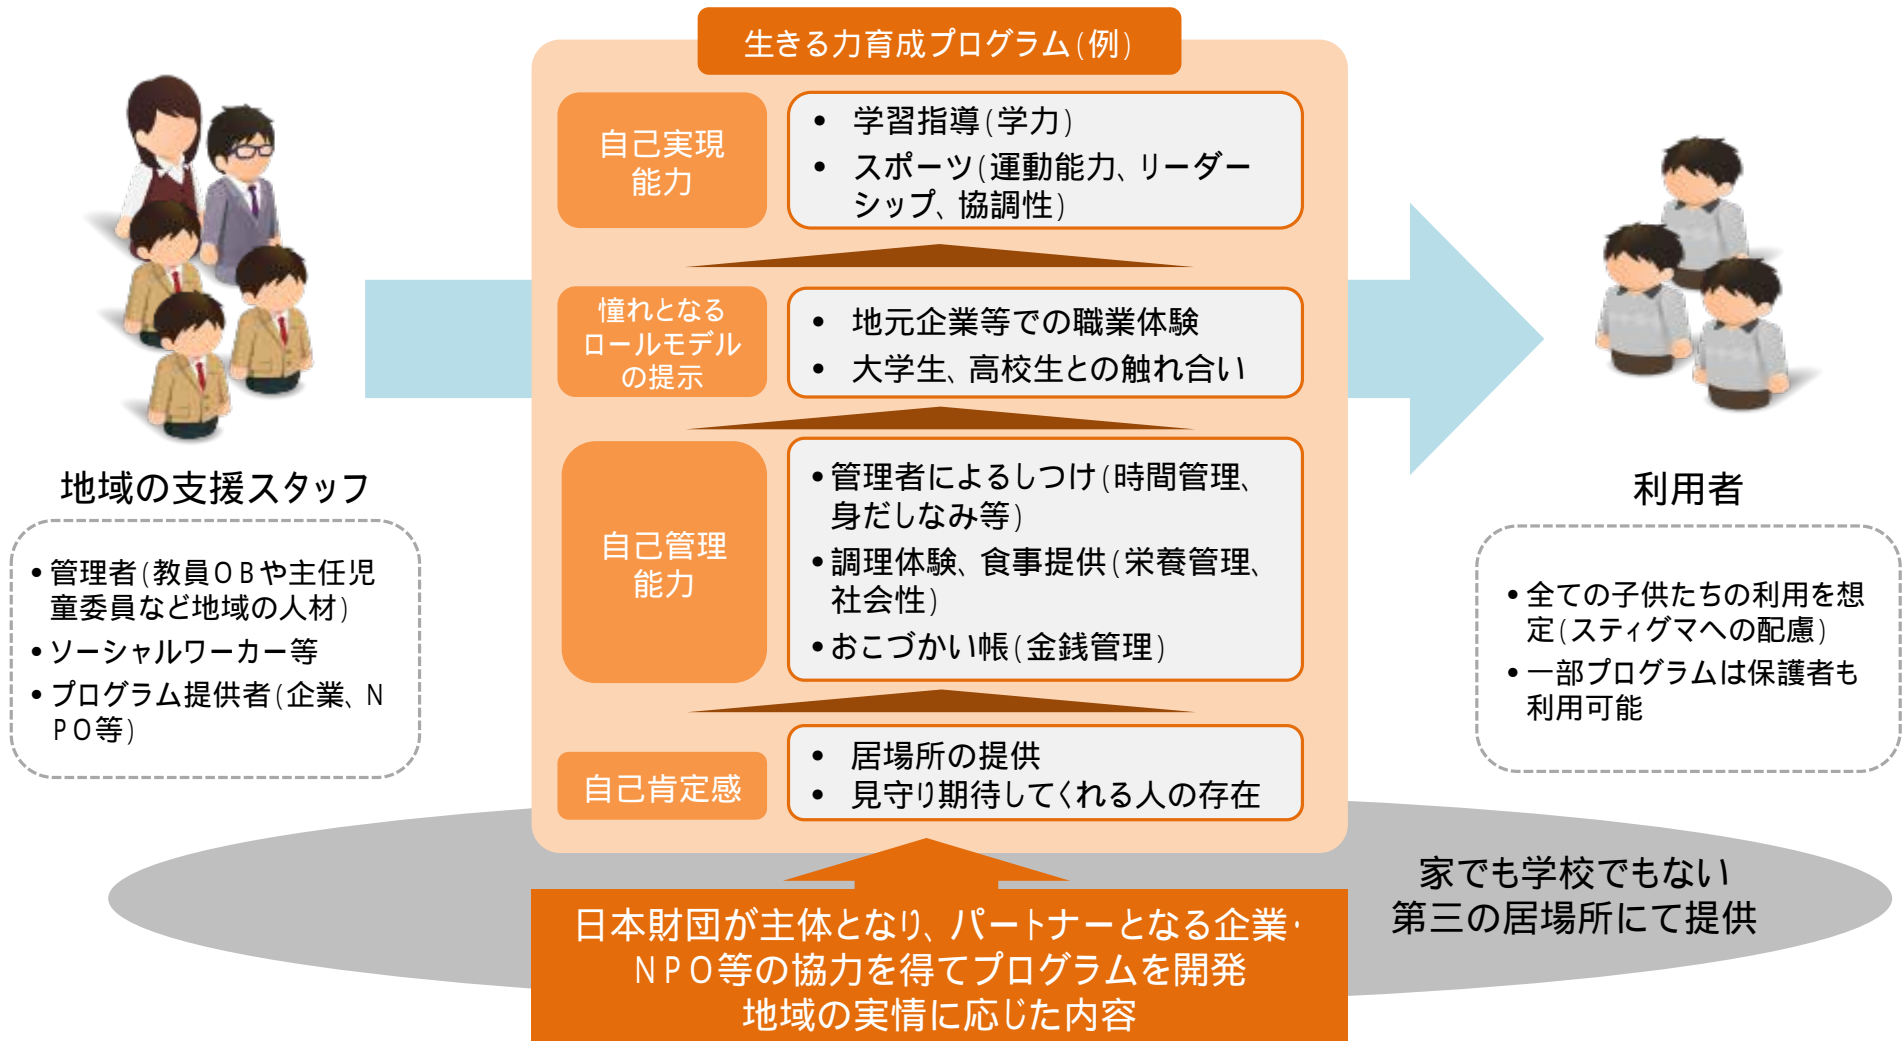 生きる力育成プログラム(例)
自己実現
能力
• 学習指導(学力)
• スポーツ(運動能力、リーダー
シップ、協調性)
憧れとなる
ロールモデル
の提示
• 地元企業等での職業体験
• 大学生、高校生との触れ合い
自己管理
能力
•管理者によるしつけ(時間管理、
身だしなみ等)
•調理体験、食事提供(栄養管理、
社会性)
•おこづかい帳(金銭管理)
自己肯定感
• 居場所の提供
• 見守り期待してくれる人の存在
地域の支援スタッフ
•管理者(教員OBや主任児
童委員など地域の人材)
•ソーシャルワーカー等
•プログラム提供者(企業、N
PO等)
利用者
•全ての子供たちの利用を想
定(スティグマへの配慮)
•一部プログラムは保護者も
利用可能
家でも学校でもない
第三の居場所にて提供
日本財団が主体となり、パートナーとなる企業・
NPO等の協力を得てプログラムを開発
地域の実情に応じた内容